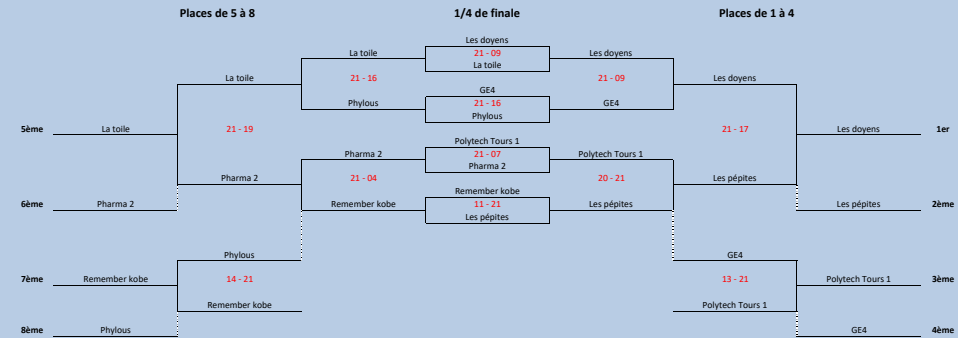 Places de 5 à 8 1/4 de finale Places de 1 à 4
Les doyens
La toile 21 - 09 Les doyens
La toile
La toile 21 - 16 21 - 09 Les doyens
GE4
Phylous 21 - 16 GE4
Phylous
5ème La toile 21 - 19 21 - 17 Les doyens 1er
Polytech Tours 1
Pharma 2 21 - 07 Polytech Tours 1
Pharma 2
Pharma 2 21 - 04 20 - 21 Les pépites
Remember kobe
6ème Pharma 2 Remember kobe 11 - 21 Les pépites Les pépites 2ème
Les pépites
Phylous GE4
7ème Remember kobe 14 - 21 13 - 21 Polytech Tours 1 3ème
Remember kobe Polytech Tours 1
8ème Phylous GE4 4ème